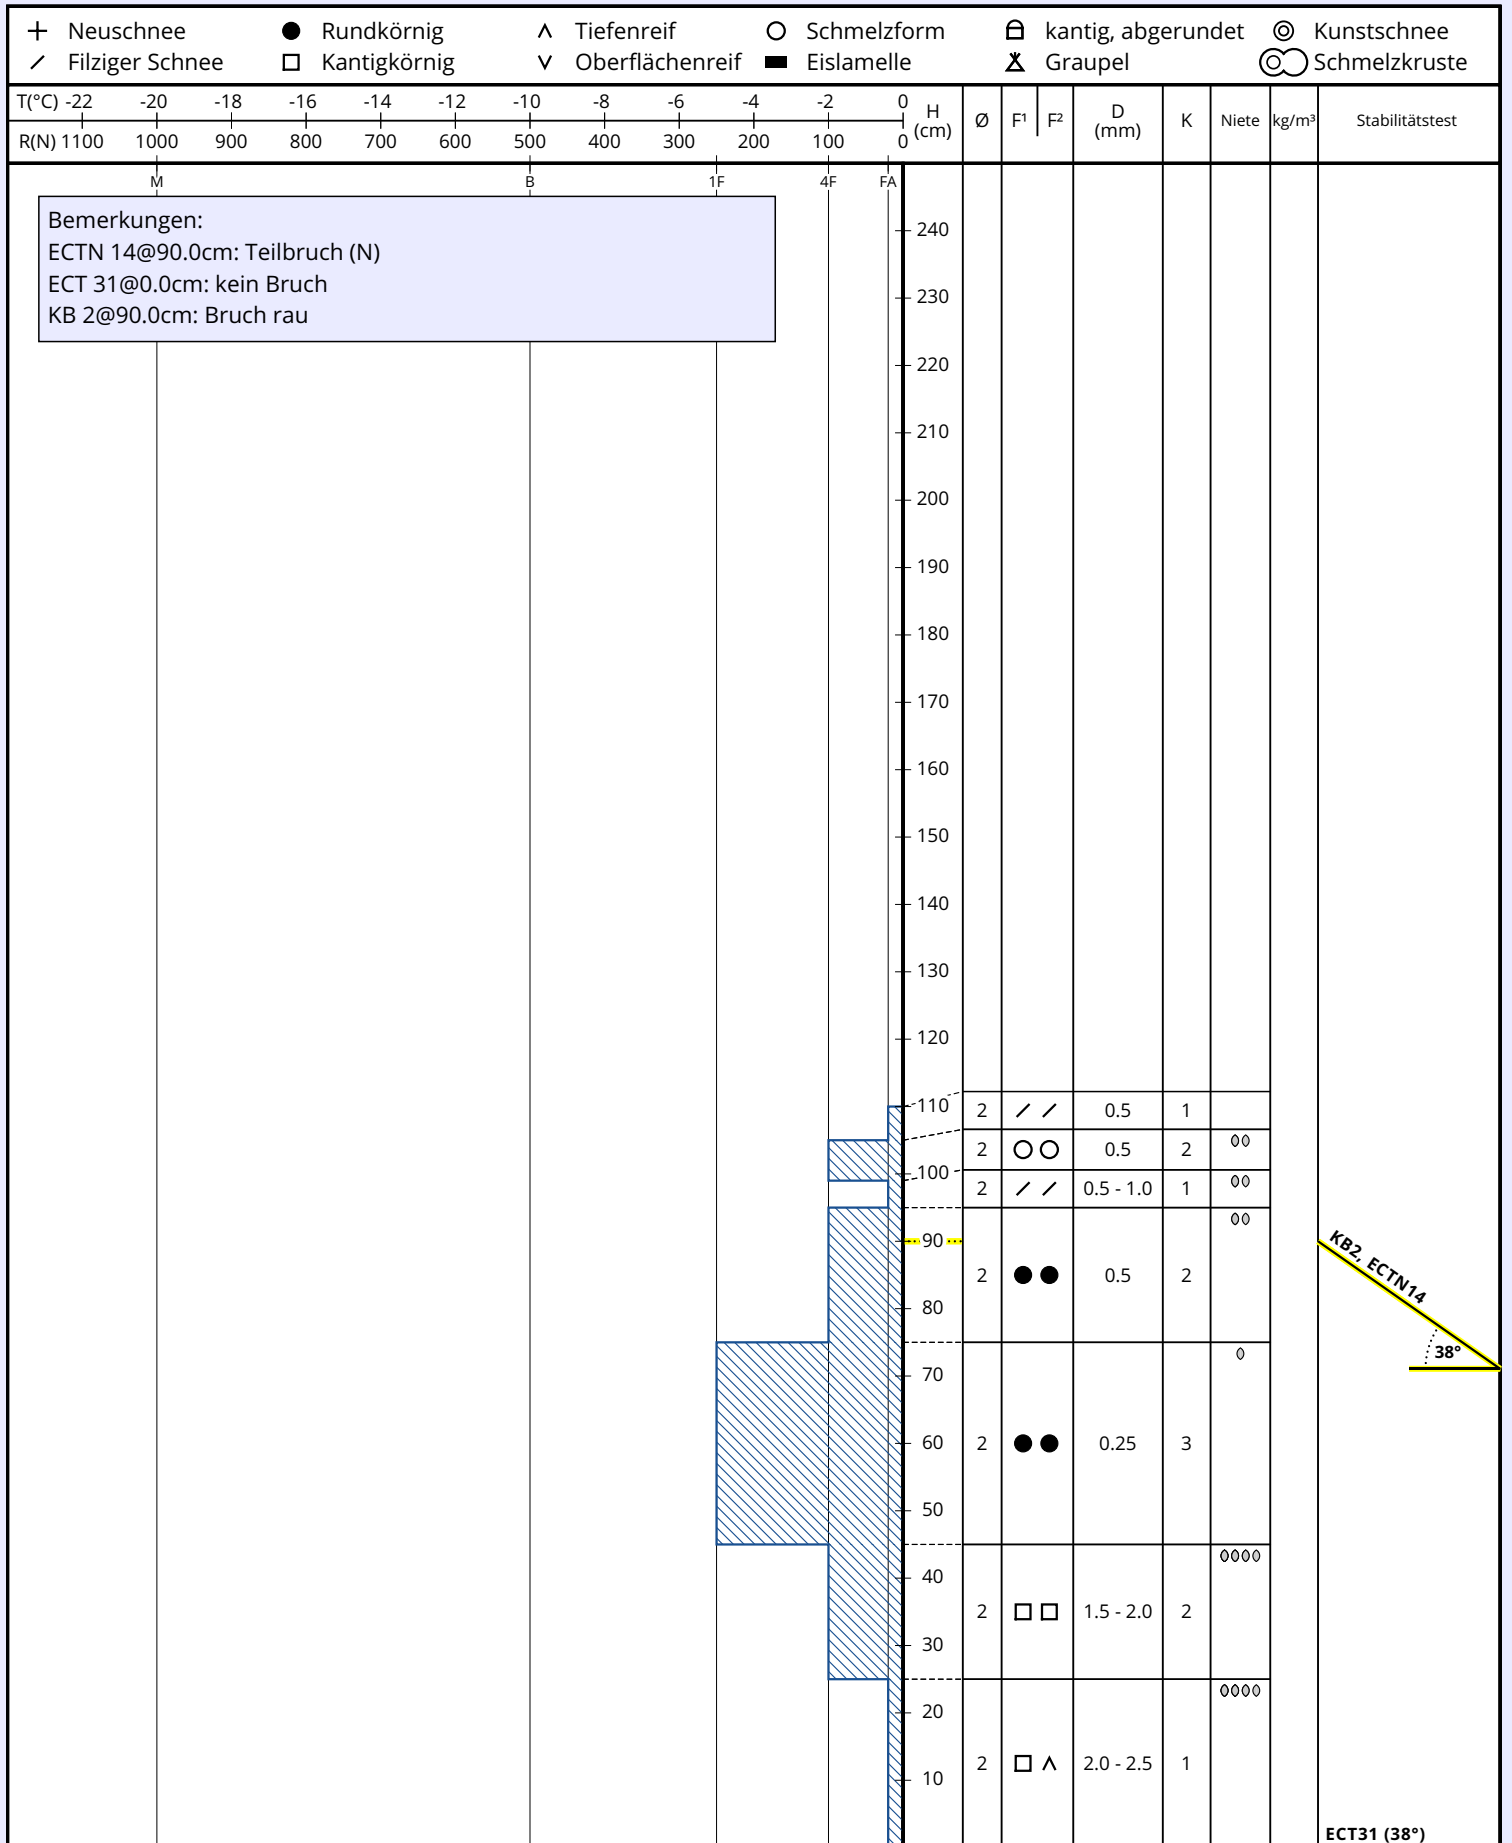 Neuschnee Rundkörnig Tiefenreif Schmelzform kantig, abgerundet Kunstschnee
Filziger Schnee Kantigkörnig Oberflächenreif Eislamelle Graupel Schmelzkruste
T(°C) -22 -20 -18 -16 -14 -12 -10 -8 -6 -4 -2 0
R(N) 1100 1000 900 800 700 600 500 400 300 200 100 0
H (cm) Ø F¹ F² D (mm) K Niete kg/m³ Stabilitätstest
M B 1F 4F FA
Bemerkungen:
ECTN 14@90.0cm: Teilbruch (N)
ECT 31@0.0cm: kein Bruch
KB 2@90.0cm: Bruch rau
240
230
220
210
200
190
180
170
160
150
140
130
120
110 2 0.5 1
2 0.5 2
100
2 0.5 - 1.0 1
90
KB2, ECTN14
2 0.5 2
80
38°
70
60 2 0.25 3
50
40
2 1.5 - 2.0 2
30
20
2 2.0 - 2.5 1
10
ECT31 (38°)